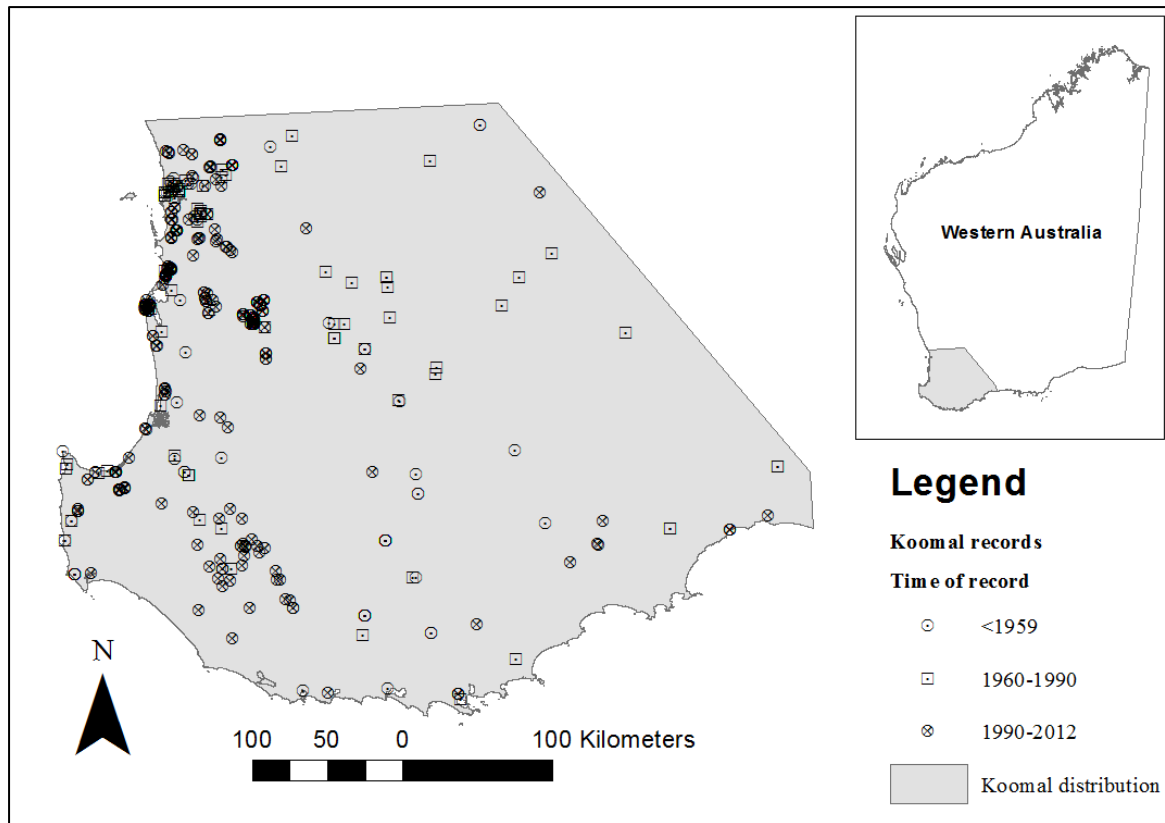 Western Australia
Legend
Koomal records
Time of record
<1959
1960-1990
1990-2012
Koomal distribution
N
100 50 0 100 Kilometers